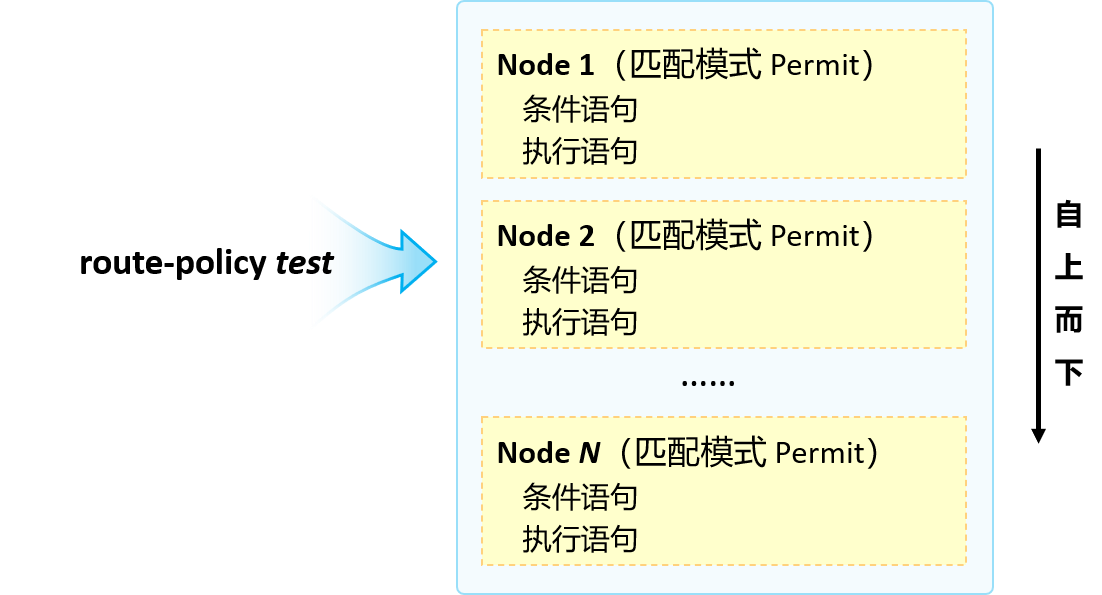 Node 1（匹配模式 Permit）
条件语句
执行语句
Node 2（匹配模式 Permit）
条件语句
执行语句
route-policy test
······
Node N（匹配模式 Permit）
条件语句
执行语句
自上而下